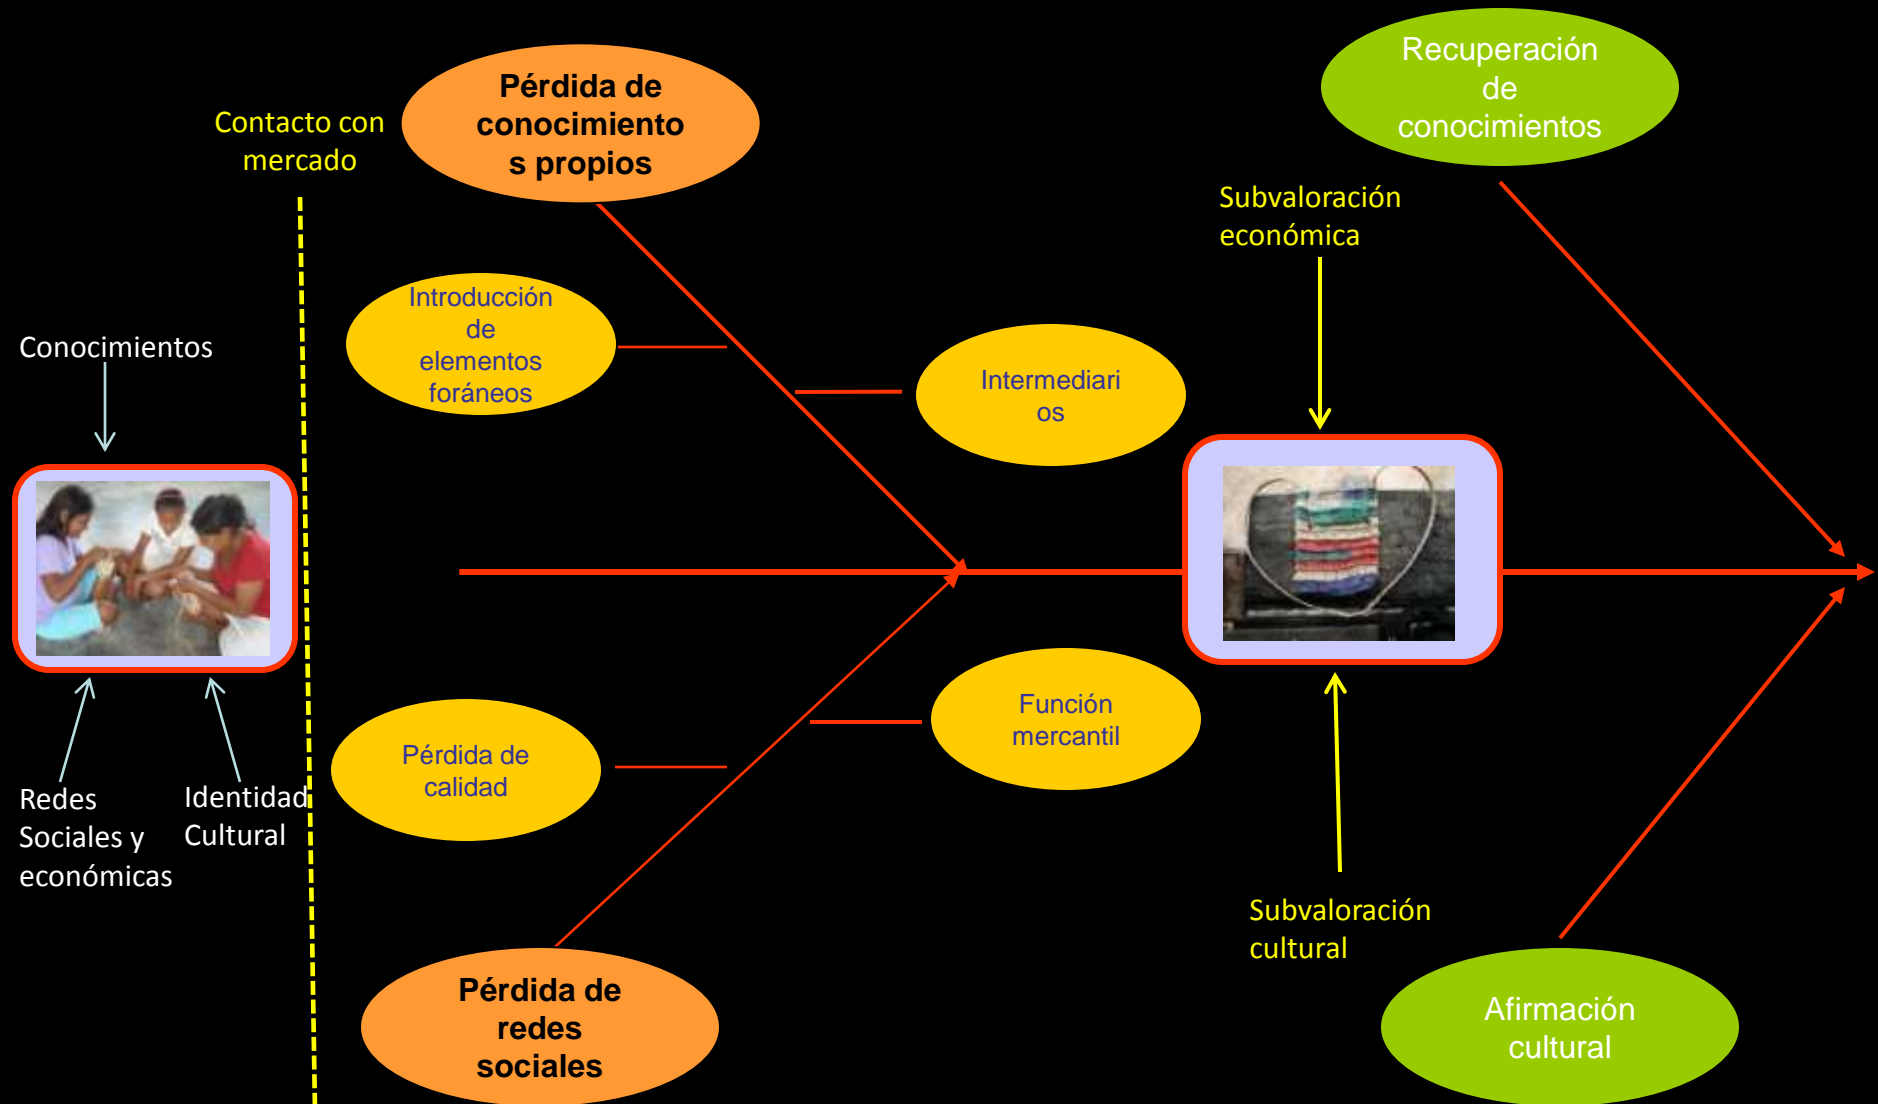 Contacto con
mercado
Pérdida de
conocimiento
s propios
Recuperación
de
conocimientos
Subvaloración
económica
Introducción
de
elementos
foráneos
Conocimientos
Intermediari
os
Redes
Sociales y
económicas
Identidad
Cultural
Pérdida de
calidad
Función
mercantil
Subvaloración
cultural
Pérdida de
redes
sociales
Afirmación
cultural